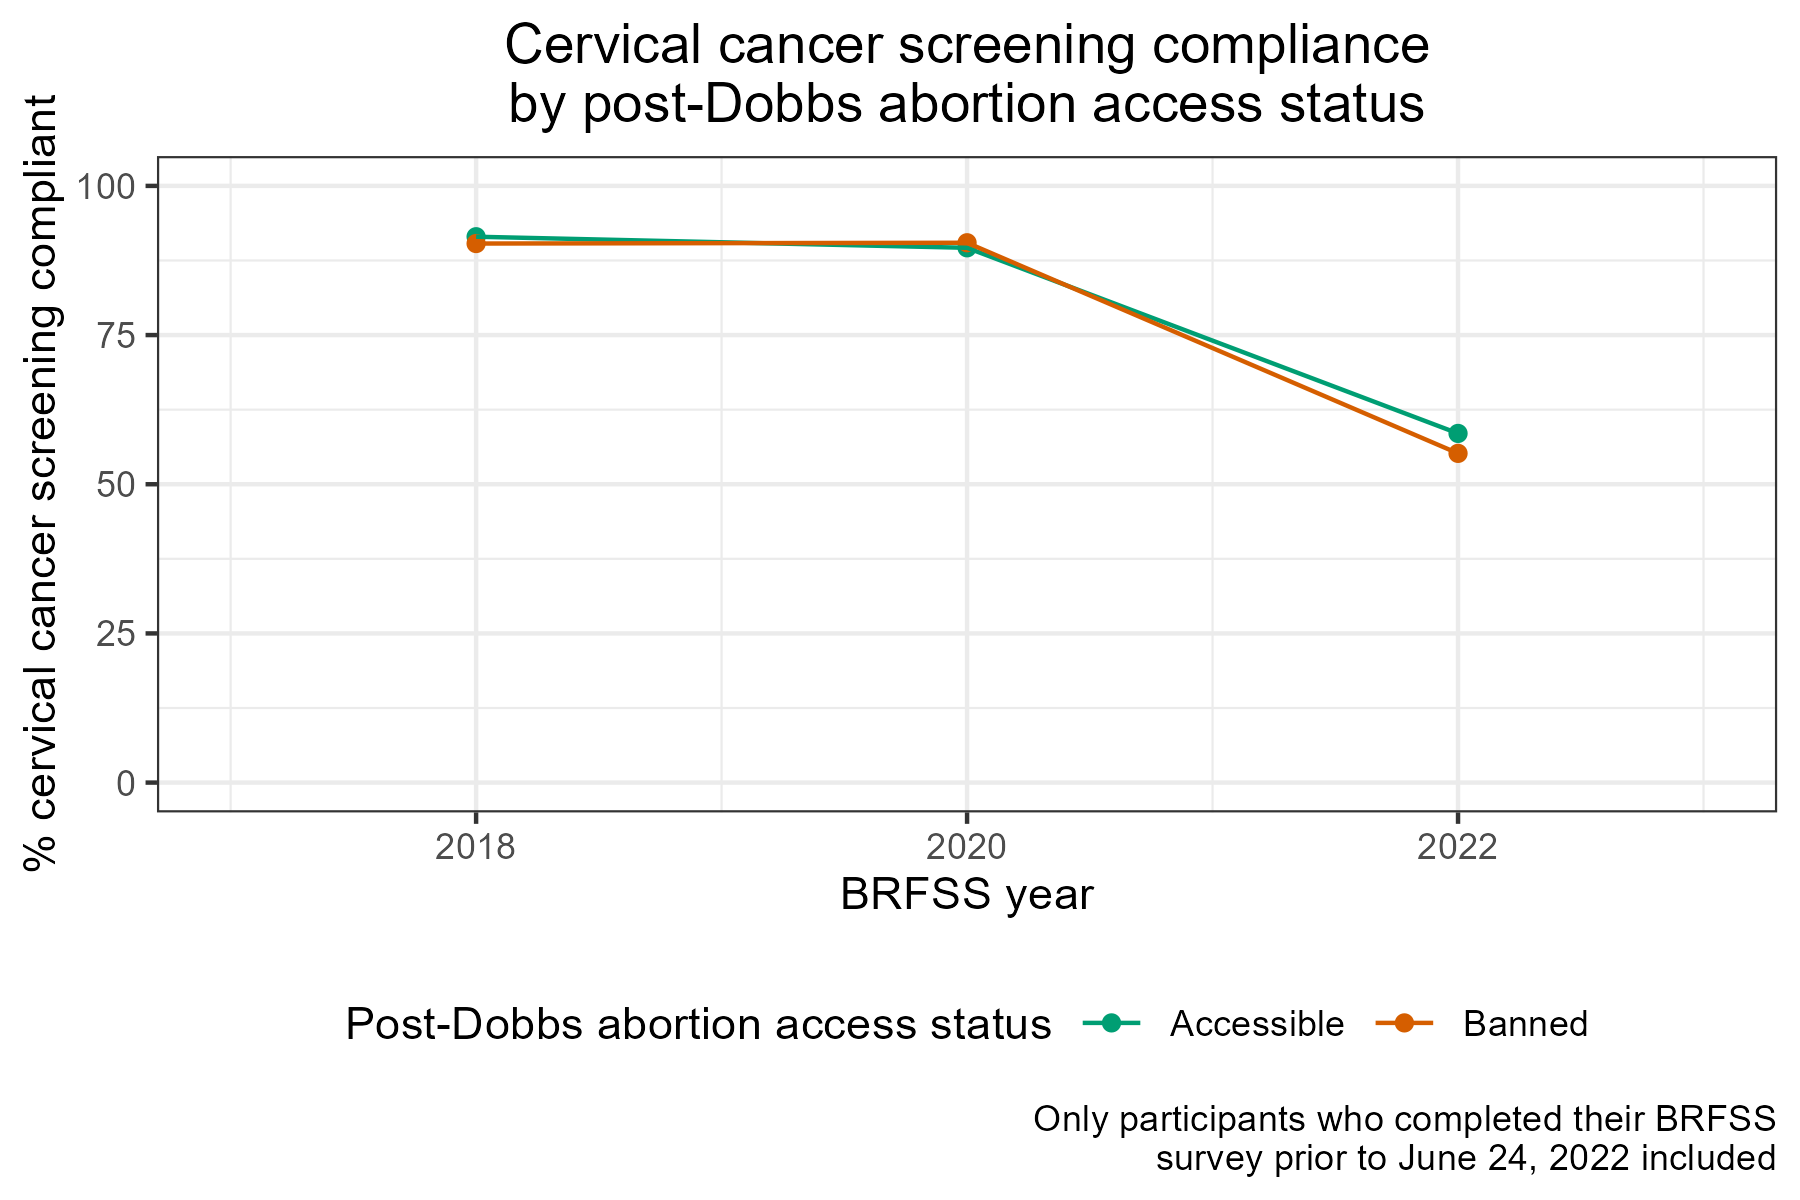 Cervical cancer screening compliance
by post-Dobbs abortion access status
% cervical cancer screening compliant
100
75
50
25
0
2018
2020
2022
BRFSS year
Post-Dobbs abortion access status
Accessible
Banned
Only participants who completed their BRFSS
survey prior to June 24, 2022 included